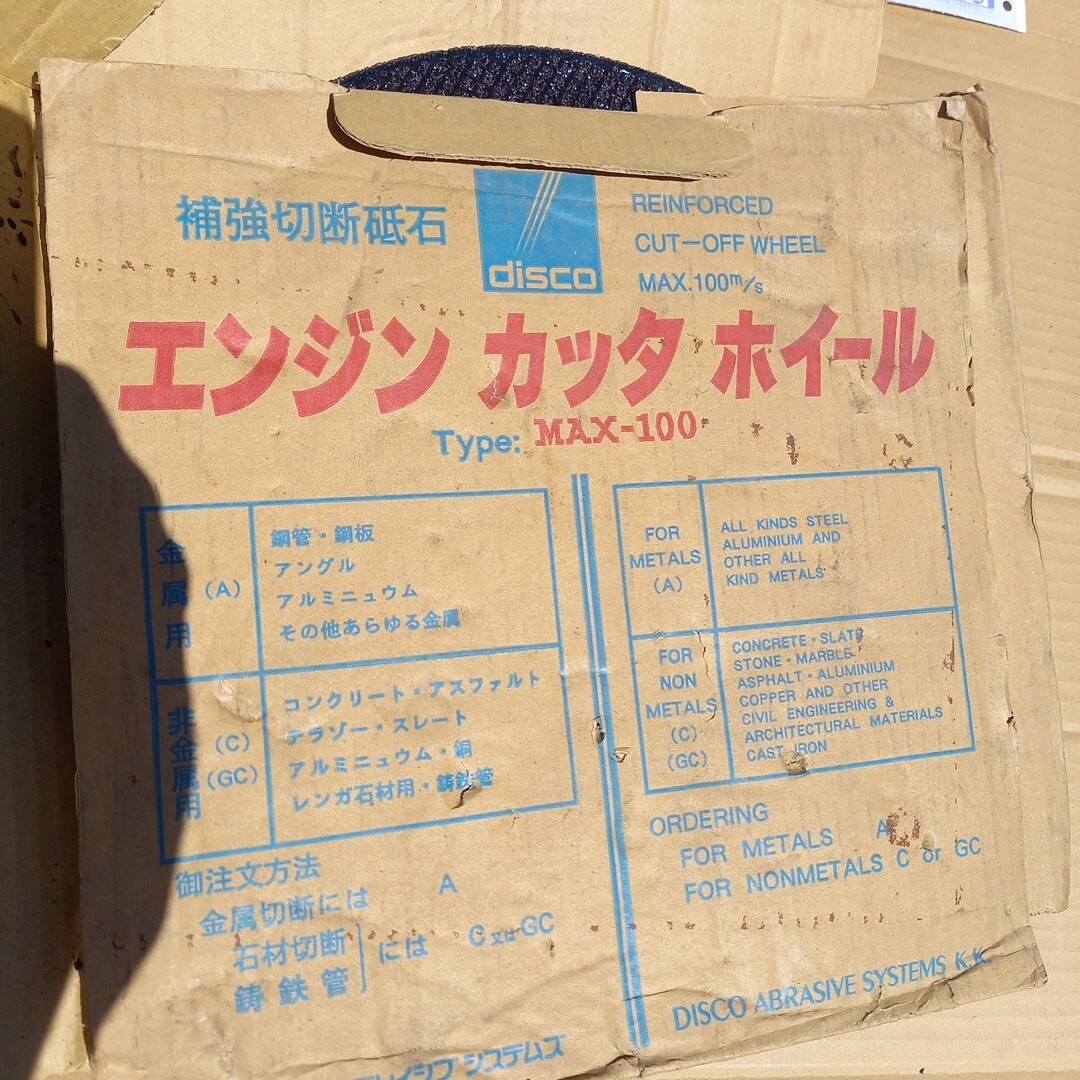 補強切断砥石
disco
REINFORCED
CUT-OFF WHEEL
MAX.100m/s
エンジン カッタ ホイール
Type: MAX-100
金属用 (A)
鋼管・鋼板
アングル
アルミニュウム
その他あらゆる金属
非金属用 (C) (GC)
コンクリート・アスファルト
テラゾー・スレート
アルミニュウム・銅
レンガ石材用・鋳鉄管
御注文方法
金属切断には A
石材切断
鋳鉄管
には C又はGC
レイシブ システムズ
FOR
METALS
(A)
ALL KINDS STEEL
ALUMINIUM AND
OTHER ALL
KIND METALS
FOR
NON
METALS
(C)
(GC)
CONCRETE・SLATE
STONE・MARBLE
ASPHALT・ALUMINIUM
COPPER AND OTHER
CIVIL ENGINEERING &
ARCHITECTURAL MATERIALS
CAST IRON
ORDERING
FOR METALS A
FOR NONMETALS C or GC
DISCO ABRASIVE SYSTEMS K.K.